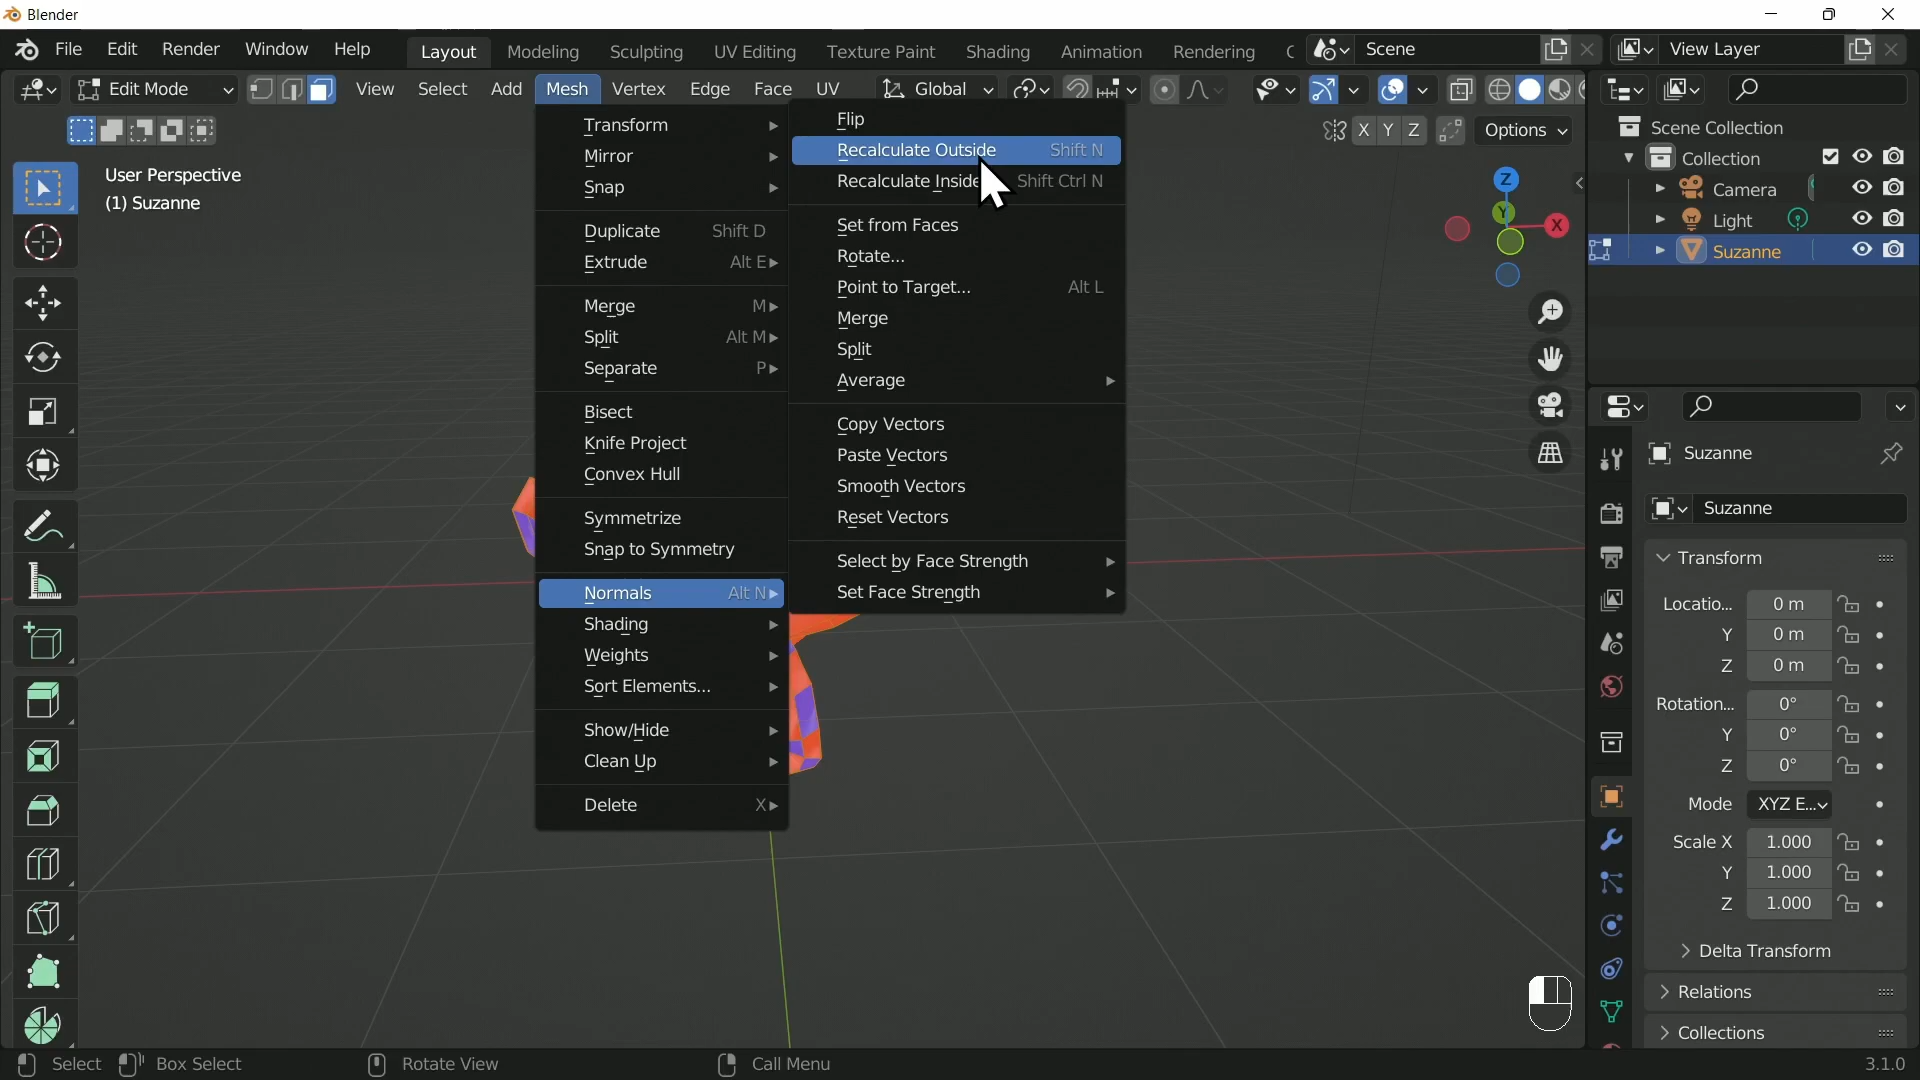 Blender
File Edit Render Window Help Layout Modeling Sculpting UV Editing Texture Paint Shading Animation Rendering Scene View Layer
Edit Mode View Select Add Mesh Vertex Edge Face UV Global
X Y Z Options
User Perspective
(1) Suzanne
Transform
Mirror
Snap
Duplicate Shift D
Extrude Alt E
Merge M
Split Alt M
Separate P
Bisect
Knife Project
Convex Hull
Symmetrize
Snap to Symmetry
Normals Alt N
Shading
Weights
Sort Elements...
Show/Hide
Clean Up
Delete X
Flip
Recalculate Outside Shift N
Recalculate Inside Shift Ctrl N
Set from Faces
Rotate...
Point to Target... Alt L
Merge
Split
Average
Copy Vectors
Paste Vectors
Smooth Vectors
Reset Vectors
Select by Face Strength
Set Face Strength
Z
Y
X
Scene Collection
Collection
Camera
Light
Suzanne
Suzanne
Suzanne
Transform
Locatio... 0 m
Y 0 m
Z 0 m
Rotation... 0°
Y 0°
Z 0°
Mode XYZ E...
Scale X 1.000
Y 1.000
Z 1.000
Delta Transform
Relations
Collections
Select Box Select Rotate View Call Menu 3.1.0